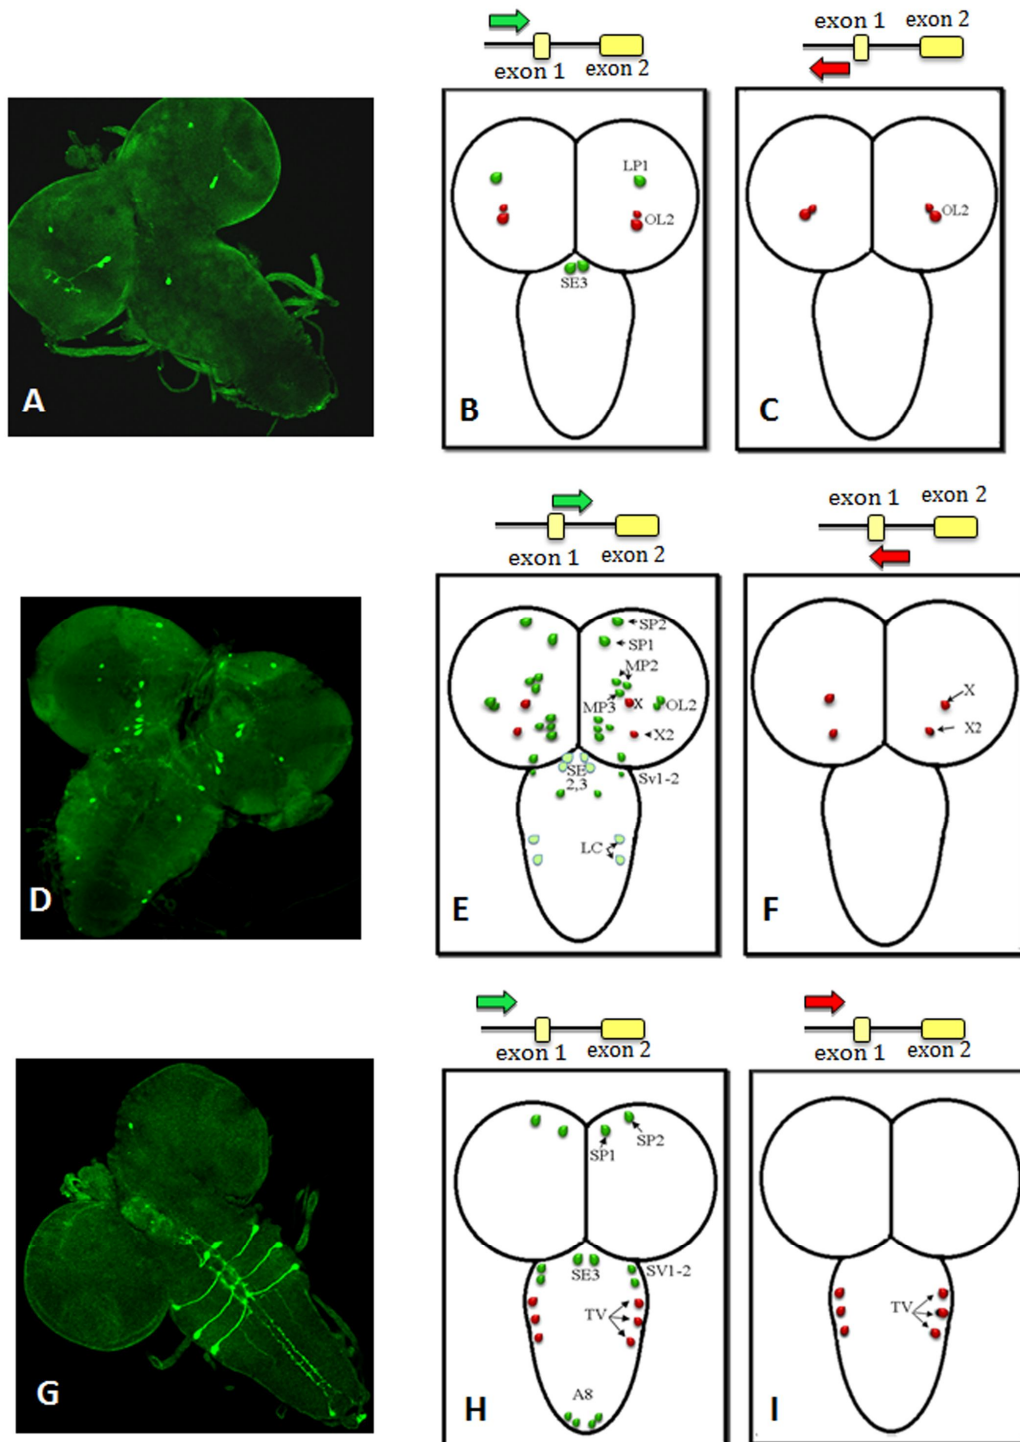 exon 1 exon 2
exon 1 exon 2
A
LP1
OL2
SE3
B
OL2
C
exon 1 exon 2
exon 1 exon 2
D
SP2
SP1
MP2
MP3
X
OL2
X2
SE
2,3
Sv1-2
LC
E
X
X2
F
exon 1 exon 2
exon 1 exon 2
G
SP2
SP1
SE3
SV1-2
TV
A8
H
TV
I